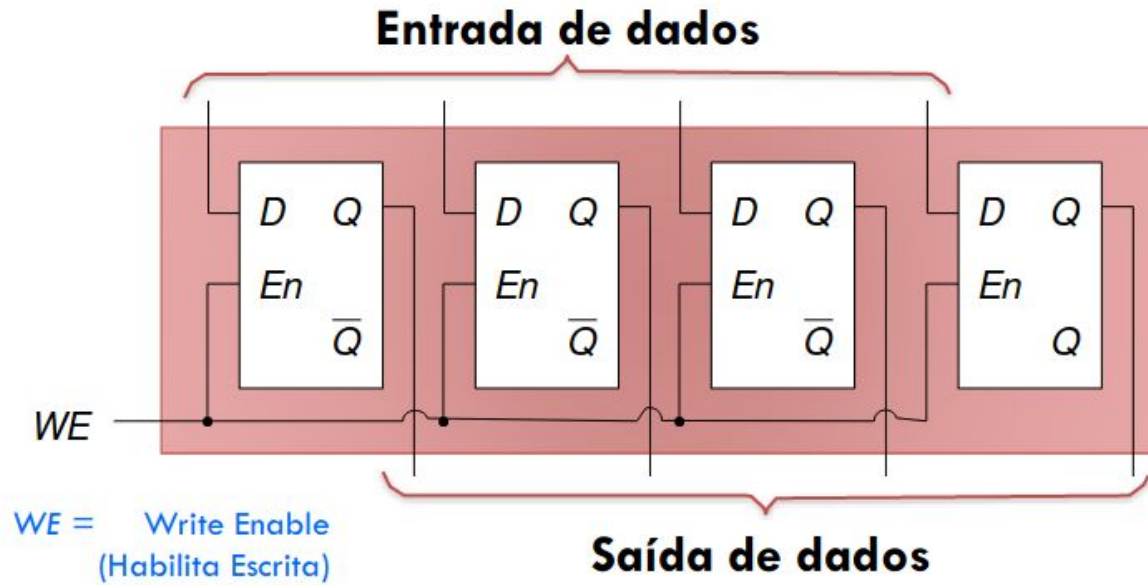 Entrada de dados
D Q D Q D Q D Q
En En En En
Q̅ Q̅ Q̅ Q
WE
WE = Write Enable
(Habilita Escrita)
Saída de dados